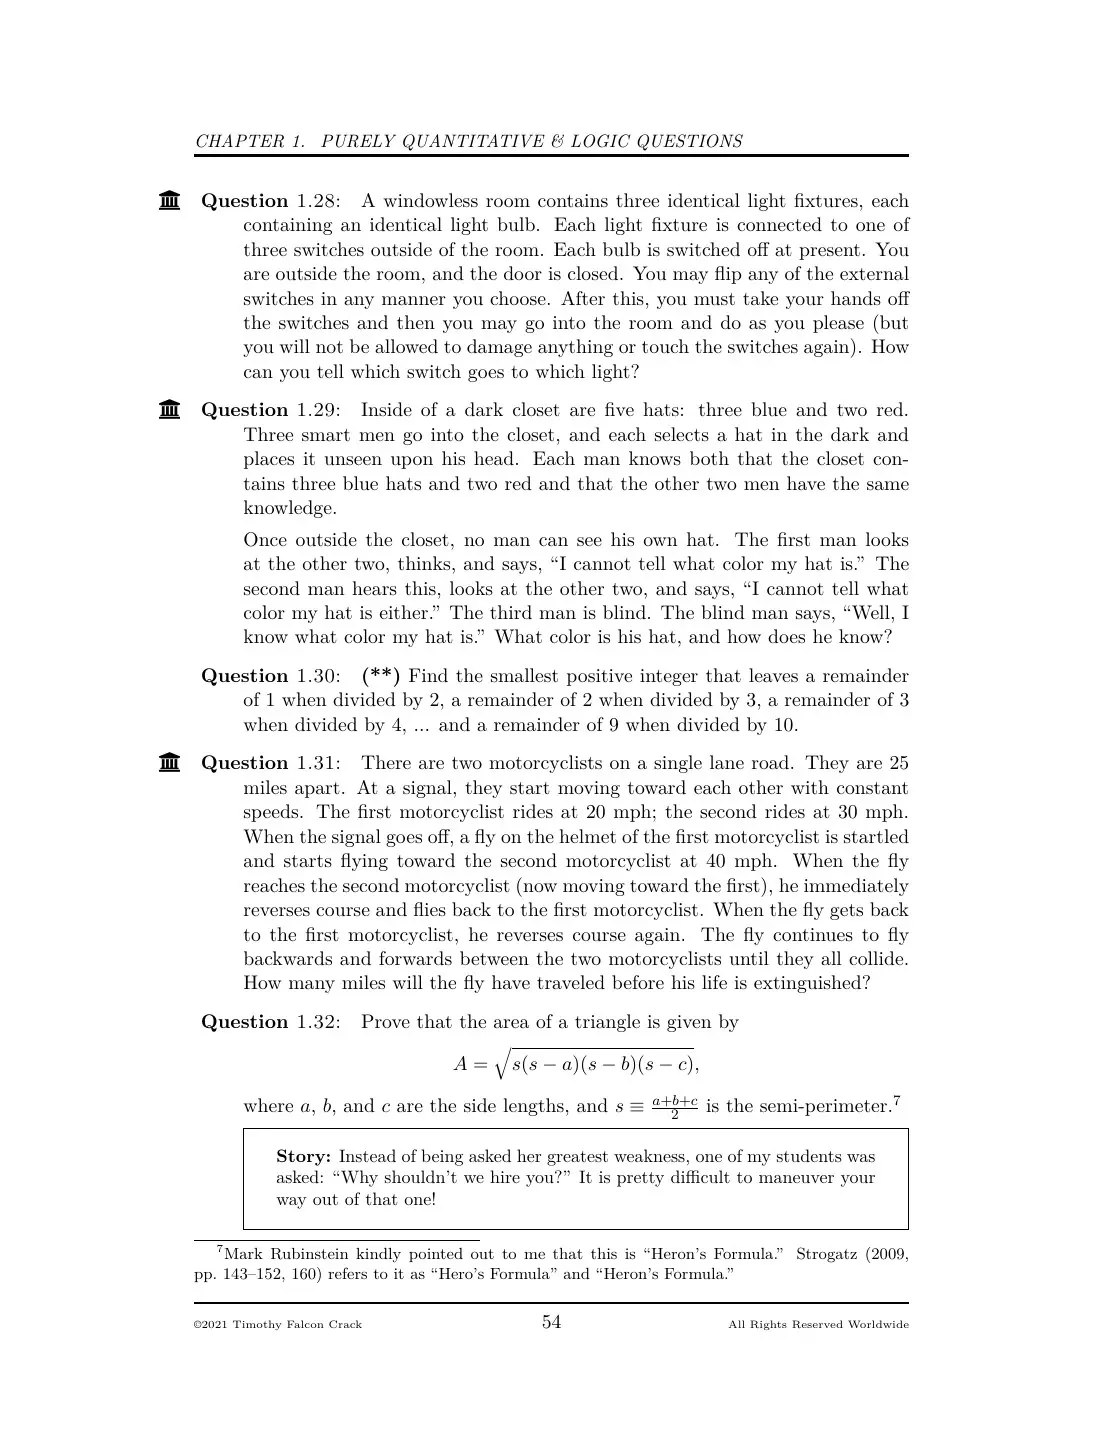 CHAPTER 1. PURELY QUANTITATIVE & LOGIC QUESTIONS
Question 1.28: A windowless room contains three identical light fixtures, each
containing an identical light bulb. Each light fixture is connected to one of
three switches outside of the room. Each bulb is switched off at present. You
are outside the room, and the door is closed. You may flip any of the external
switches in any manner you choose. After this, you must take your hands off
the switches and then you may go into the room and do as you please (but
you will not be allowed to damage anything or touch the switches again). How
can you tell which switch goes to which light?
Question 1.29: Inside of a dark closet are five hats: three blue and two red.
Three smart men go into the closet, and each selects a hat in the dark and
places it unseen upon his head. Each man knows both that the closet con-
tains three blue hats and two red and that the other two men have the same
knowledge.
Once outside the closet, no man can see his own hat. The first man looks
at the other two, thinks, and says, “I cannot tell what color my hat is.” The
second man hears this, looks at the other two, and says, “I cannot tell what
color my hat is either.” The third man is blind. The blind man says, “Well, I
know what color my hat is.” What color is his hat, and how does he know?
Question 1.30: (**) Find the smallest positive integer that leaves a remainder
of 1 when divided by 2, a remainder of 2 when divided by 3, a remainder of 3
when divided by 4, ... and a remainder of 9 when divided by 10.
Question 1.31: There are two motorcyclists on a single lane road. They are 25
miles apart. At a signal, they start moving toward each other with constant
speeds. The first motorcyclist rides at 20 mph; the second rides at 30 mph.
When the signal goes off, a fly on the helmet of the first motorcyclist is startled
and starts flying toward the second motorcyclist at 40 mph. When the fly
reaches the second motorcyclist (now moving toward the first), he immediately
reverses course and flies back to the first motorcyclist. When the fly gets back
to the first motorcyclist, he reverses course again. The fly continues to fly
backwards and forwards between the two motorcyclists until they all collide.
How many miles will the fly have traveled before his life is extinguished?
Question 1.32: Prove that the area of a triangle is given by
A = √s(s − a)(s − b)(s − c),
where a, b, and c are the side lengths, and s ≡ a+b+c/2 is the semi-perimeter.7
Story: Instead of being asked her greatest weakness, one of my students was
asked: “Why shouldn’t we hire you?” It is pretty difficult to maneuver your
way out of that one!
7Mark Rubinstein kindly pointed out to me that this is “Heron’s Formula.” Strogatz (2009,
pp. 143–152, 160) refers to it as “Hero’s Formula” and “Heron’s Formula.”
©2021 Timothy Falcon Crack 54 All Rights Reserved Worldwide